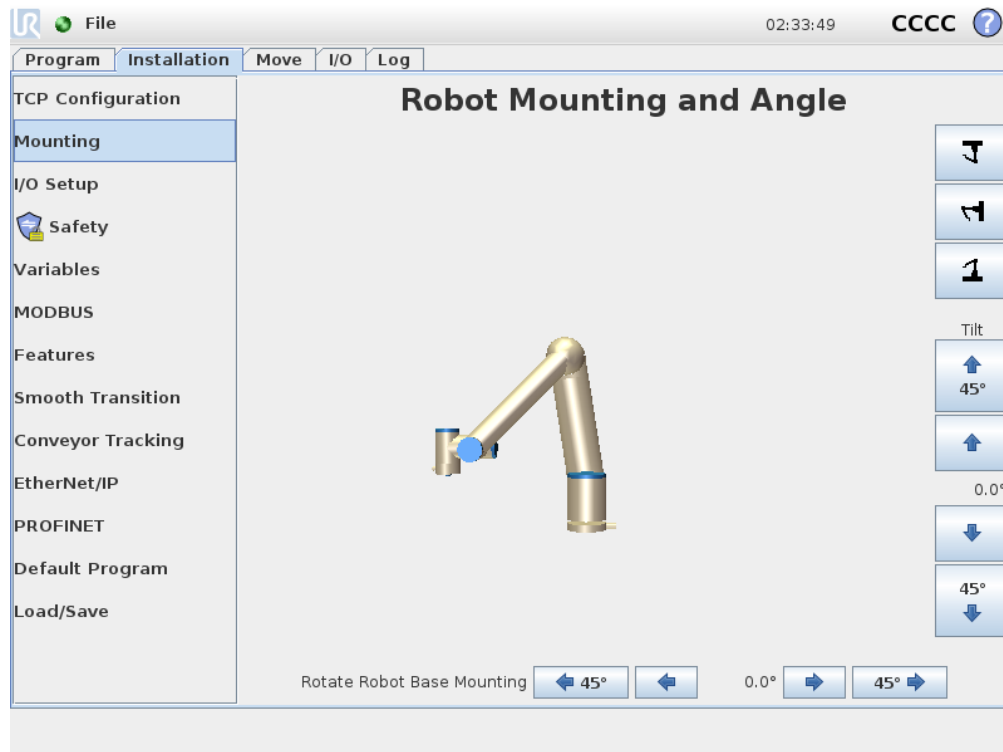 UR File 02:33:49 CCCC ?
Program Installation Move I/O Log
TCP Configuration
Mounting
I/O Setup
Safety
Variables
MODBUS
Features
Smooth Transition
Conveyor Tracking
EtherNet/IP
PROFINET
Default Program
Load/Save
Robot Mounting and Angle
Tilt
45°
0.0°
45°
Rotate Robot Base Mounting 45° 0.0° 45°